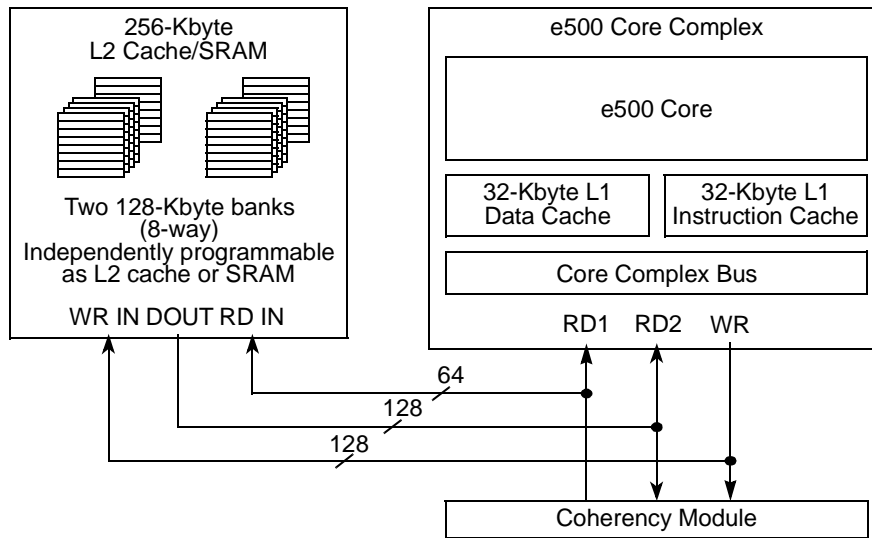 256-Kbyte
L2 Cache/SRAM
Two 128-Kbyte banks
(8-way)
Independently programmable
as L2 cache or SRAM
WR IN DOUT RD IN
e500 Core Complex
e500 Core
32-Kbyte L1
Data Cache
32-Kbyte L1
Instruction Cache
Core Complex Bus
RD1 RD2 WR
64
128
128
Coherency Module